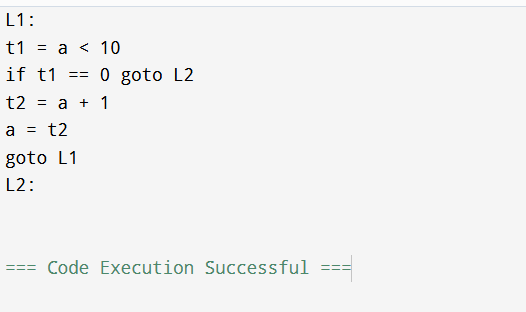 L1:
t1 = a < 10
if t1 == 0 goto L2
t2 = a + 1
a = t2
goto L1
L2:
=== Code Execution Successful ===